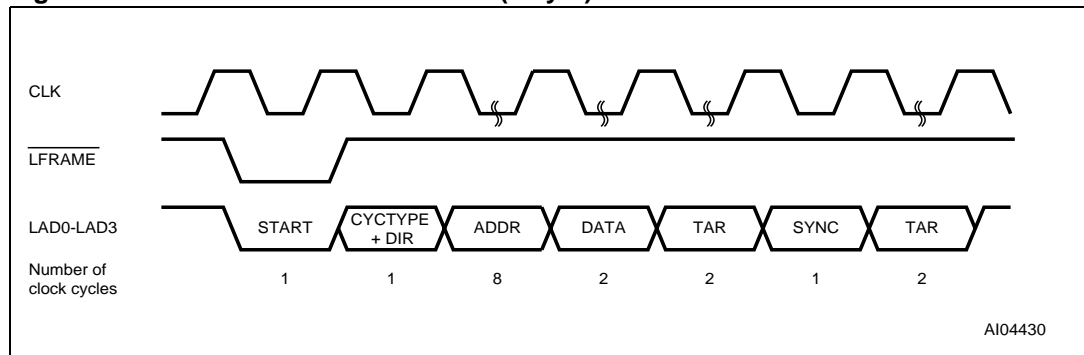 CLK
LFRAME
LAD0-LAD3 START CYCTYPE + DIR ADDR DATA TAR SYNC TAR
Number of
clock cycles 1 1 8 2 2 1 2
AI04430